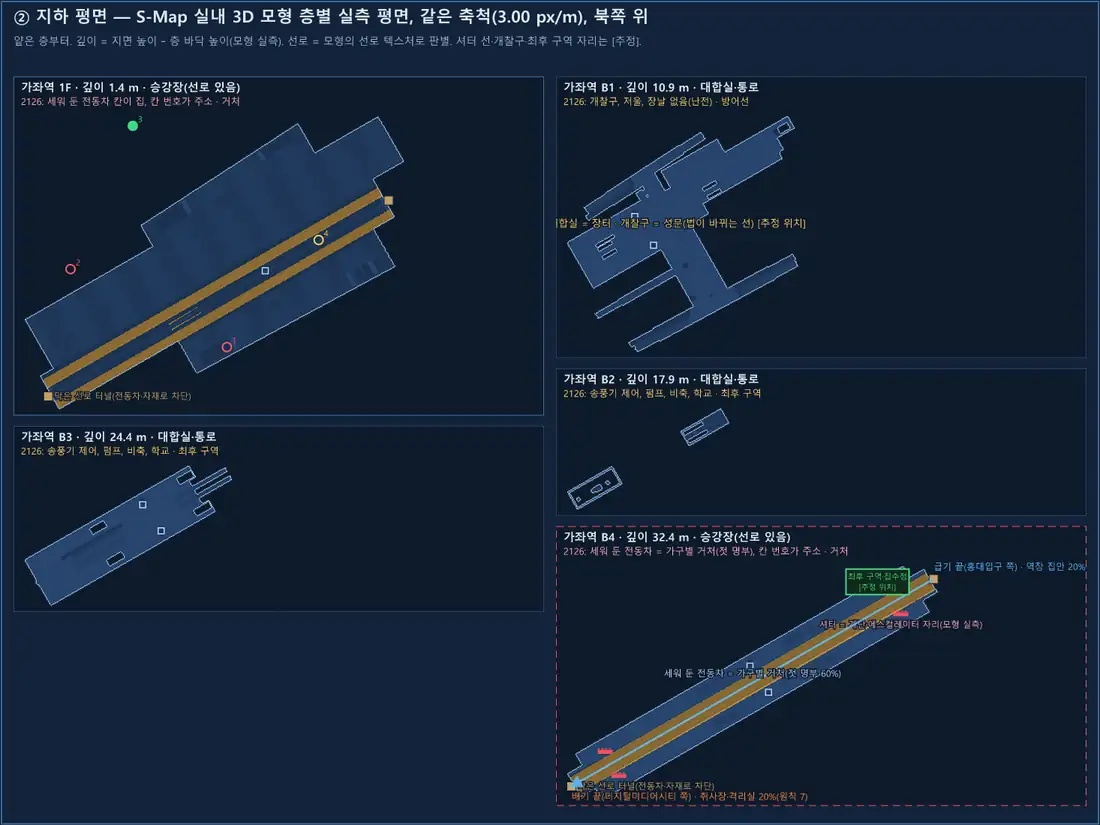 ② 지하 평면 — S-Map 실내 3D 모형 층별 실측 평면, 같은 축척(3.00 px/m), 북쪽 위
얕은 층부터. 깊이 = 지면 높이 − 층 바닥 높이(모형 실측). 선로 = 모형의 선로 텍스처로 판별. 셔터 선·개찰구·최후 구역 자리는 [추정].
가좌역 1F · 깊이 1.4 m · 승강장(선로 있음)
2126: 세워 둔 전동차 칸이 집, 칸 번호가 주소 · 거처
3
2
4
1
닫은 선로 터널(전동차·자재로 차단)
가좌역 B1 · 깊이 10.9 m · 대합실·통로
2126: 개찰구, 저울, 장날 없음(난전) · 방어선
합실 = 장터 · 개찰구 = 성문(법이 바뀌는 선) [추정 위치]
가좌역 B2 · 깊이 17.9 m · 대합실·통로
2126: 송풍기 제어, 펌프, 비축, 학교 · 최후 구역
가좌역 B3 · 깊이 24.4 m · 대합실·통로
2126: 송풍기 제어, 펌프, 비축, 학교 · 최후 구역
가좌역 B4 · 깊이 32.4 m · 승강장(선로 있음)
2126: 세워 둔 전동차 = 가구별 거처(첫 명부), 칸 번호가 주소 · 거처
급기 끝(홍대입구 쪽) · 역장 집안 20%
최후 구역·집수정
[추정 위치]
셔터 = 계단·에스컬레이터 자리(모형 실측)
세워 둔 전동차 = 가구별 거처(첫 명부 60%)
닫은 선로 터널(전동차·자재로 차단)
배기 끝(디지털미디어시티 쪽) · 취사장·격리실 20%(원칙 7)